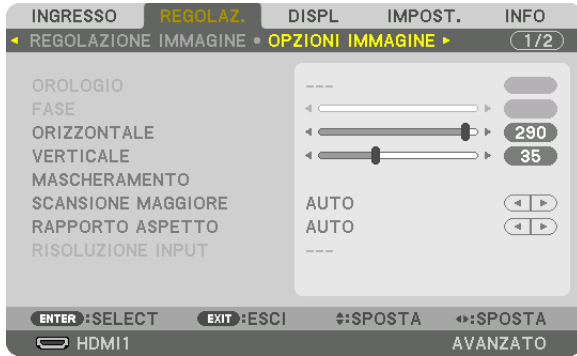 INGRESSO REGOLAZ. DISPL IMPOST. INFO
REGOLAZIONE IMMAGINE • OPZIONI IMMAGINE 1/2
OROLOGIO ---
FASE
ORIZZONTALE 290
VERTICALE 35
MASCHERAMENTO
SCANSIONE MAGGIORE AUTO
RAPPORTO ASPETTO AUTO
RISOLUZIONE INPUT ---
ENTER:SELECT EXIT:ESCI :SPOSTA :SPOSTA
HDMI1 AVANZATO